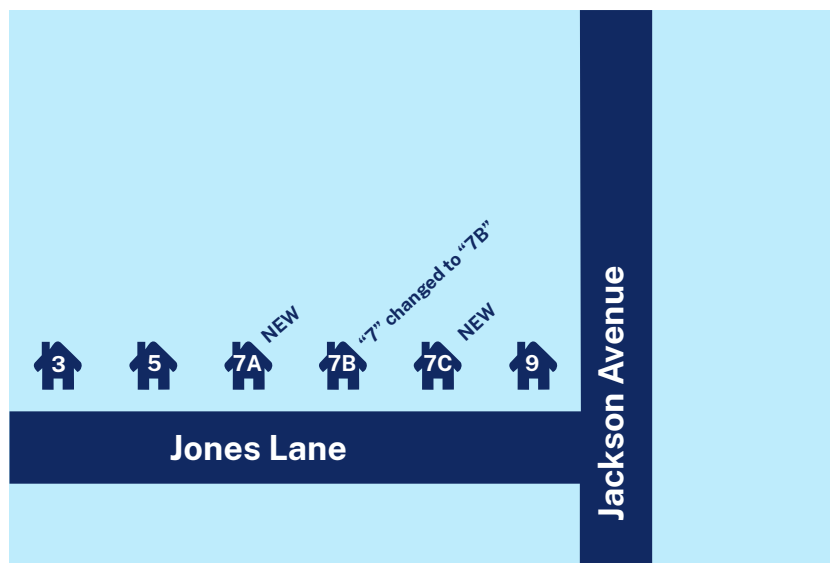 NEW
“7” changed to “7B”
NEW
3
5
7A
7B
7C
9
Jones Lane
Jackson Avenue